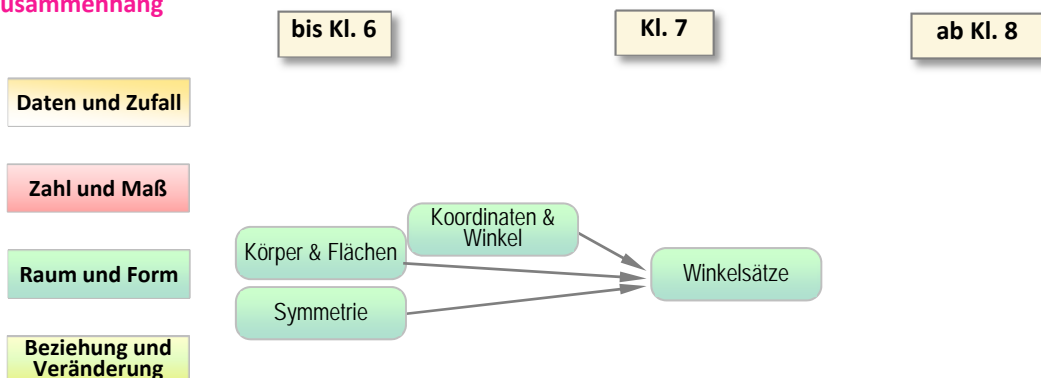 Zusammenhang
bis Kl. 6
Kl. 7
ab Kl. 8
Daten und Zufall
Zahl und Maß
Raum und Form
Beziehung und
Veränderung
Koordinaten &
Winkel
Körper & Flächen
Symmetrie
Winkelsätze